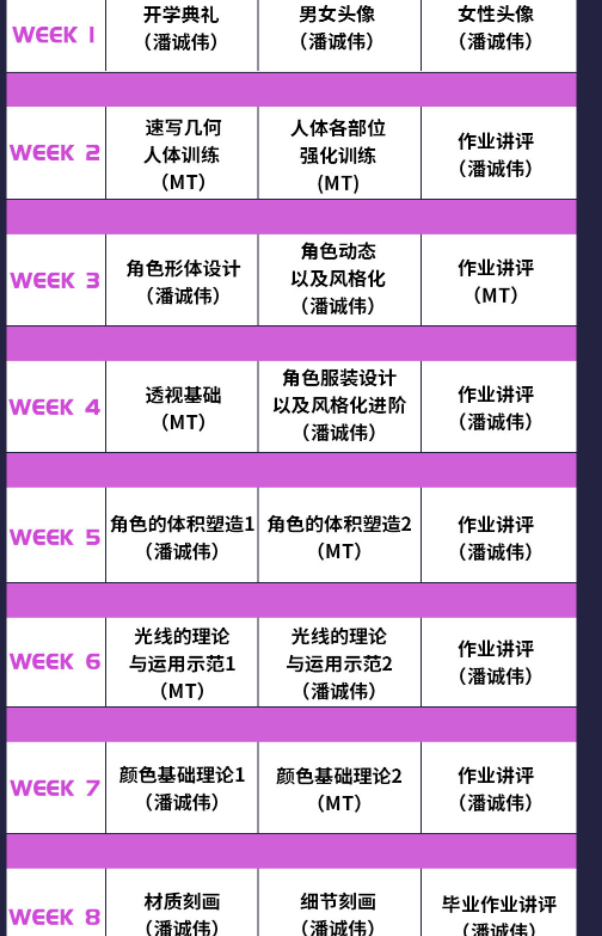 WEEK 1
开学典礼
（潘诚伟）
男女头像
（潘诚伟）
女性头像
（潘诚伟）
WEEK 2
速写几何
人体训练
（MT）
人体各部位
强化训练
(MT)
作业讲评
（潘诚伟）
WEEK 3
角色形体设计
（潘诚伟）
角色动态
以及风格化
（潘诚伟）
作业讲评
（MT）
WEEK 4
透视基础
（MT）
角色服装设计
以及风格化进阶
（潘诚伟）
作业讲评
（潘诚伟）
WEEK 5
角色的体积塑造1
（潘诚伟）
角色的体积塑造2
（MT）
作业讲评
（潘诚伟）
WEEK 6
光线的理论
与运用示范1
（MT）
光线的理论
与运用示范2
（潘诚伟）
作业讲评
（潘诚伟）
WEEK 7
颜色基础理论1
（潘诚伟）
颜色基础理论2
（MT）
作业讲评
（潘诚伟）
WEEK 8
材质刻画
（潘诚伟）
细节刻画
（潘诚伟）
毕业作业讲评
（潘诚伟）